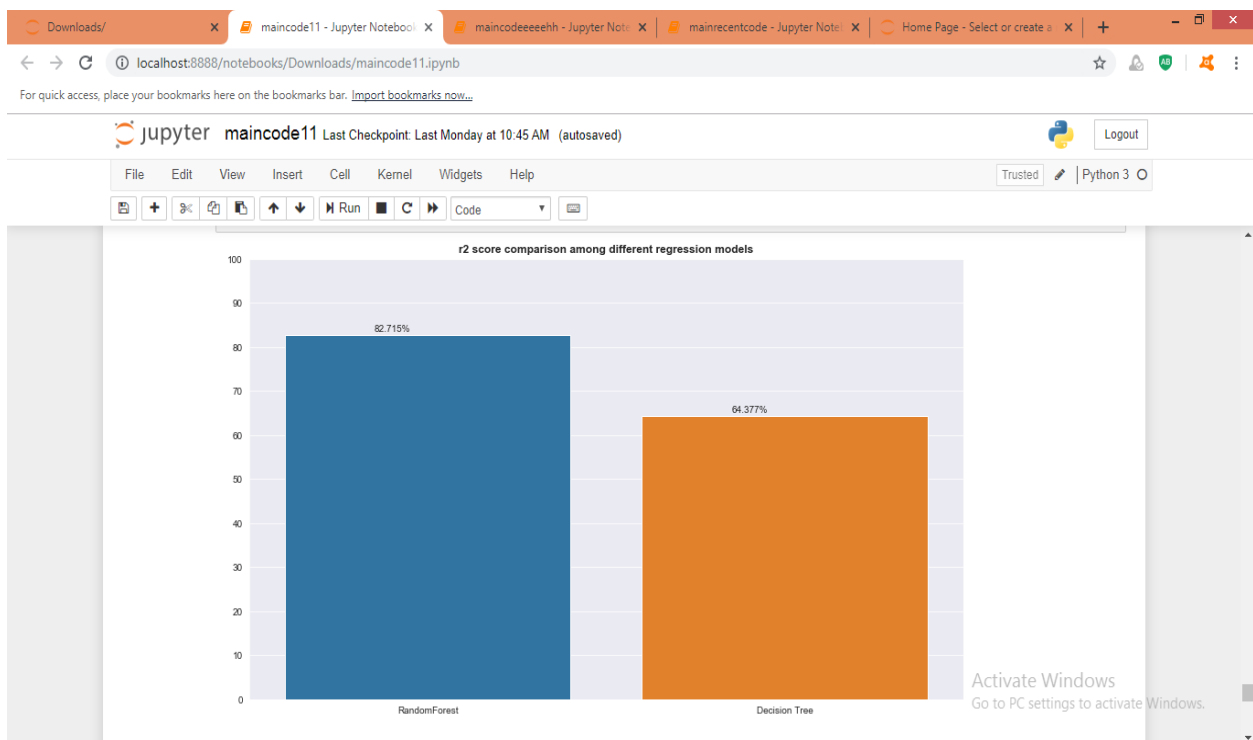 Downloads/
maincode11 - Jupyter Notebook
maincodeeeeehh - Jupyter Note
mainrecentcode - Jupyter Note
Home Page - Select or create a
localhost:8888/notebooks/Downloads/maincode11.ipynb
AB
For quick access, place your bookmarks here on the bookmarks bar. Import bookmarks now...
jupyter maincode11 Last Checkpoint: Last Monday at 10:45 AM (autosaved)
Logout
File Edit View Insert Cell Kernel Widgets Help
Trusted Python 3
Run Code
r2 score comparison among different regression models
100
90
82.715%
80
70
64.377%
60
50
40
30
20
10
0
RandomForest Decision Tree
Activate Windows
Go to PC settings to activate Windows.